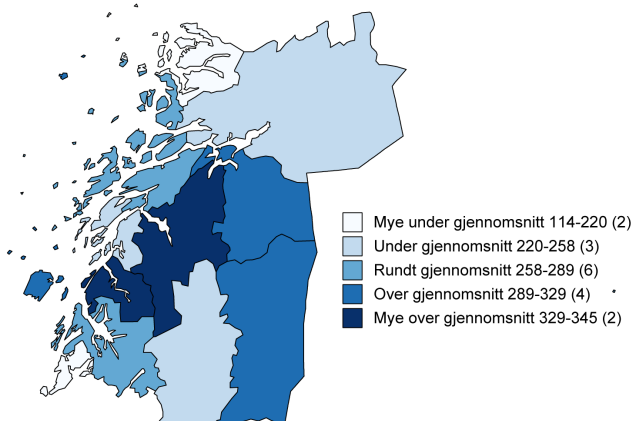 Mye under gjennomsnitt 114-220 (2)
Under gjennomsnitt 220-258 (3)
Rundt gjennomsnitt 258-289 (6)
Over gjennomsnitt 289-329 (4)
Mye over gjennomsnitt 329-345 (2)